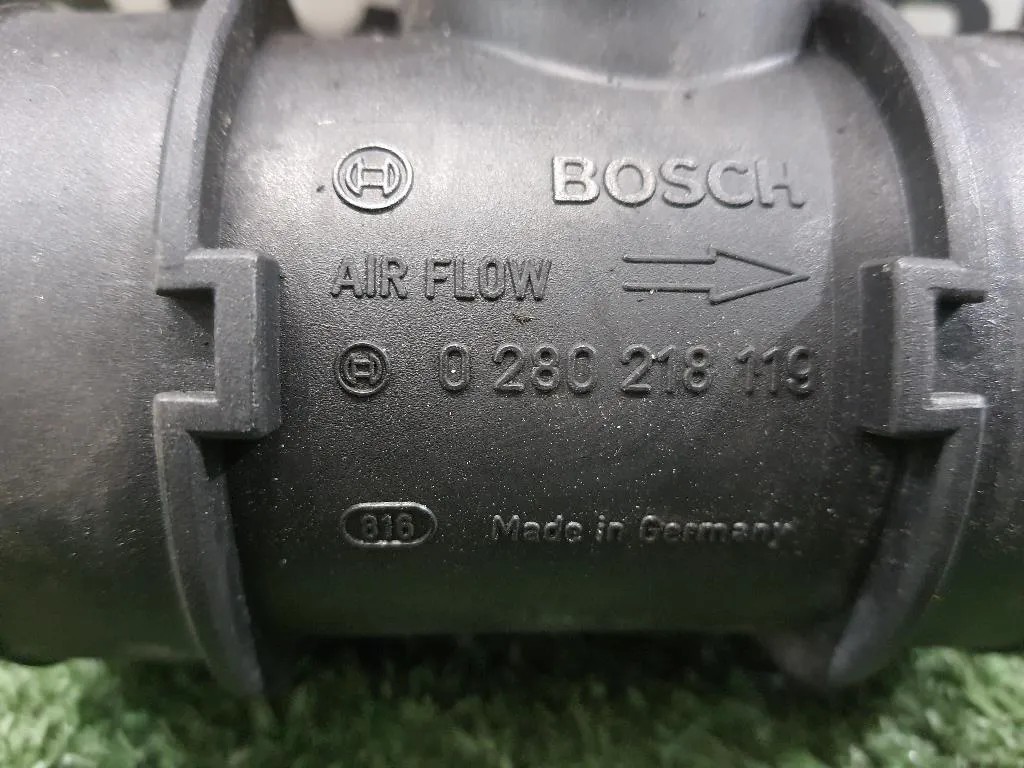 BOSCH
AIR FLOW
0 280 218 119
816 Made in Germany